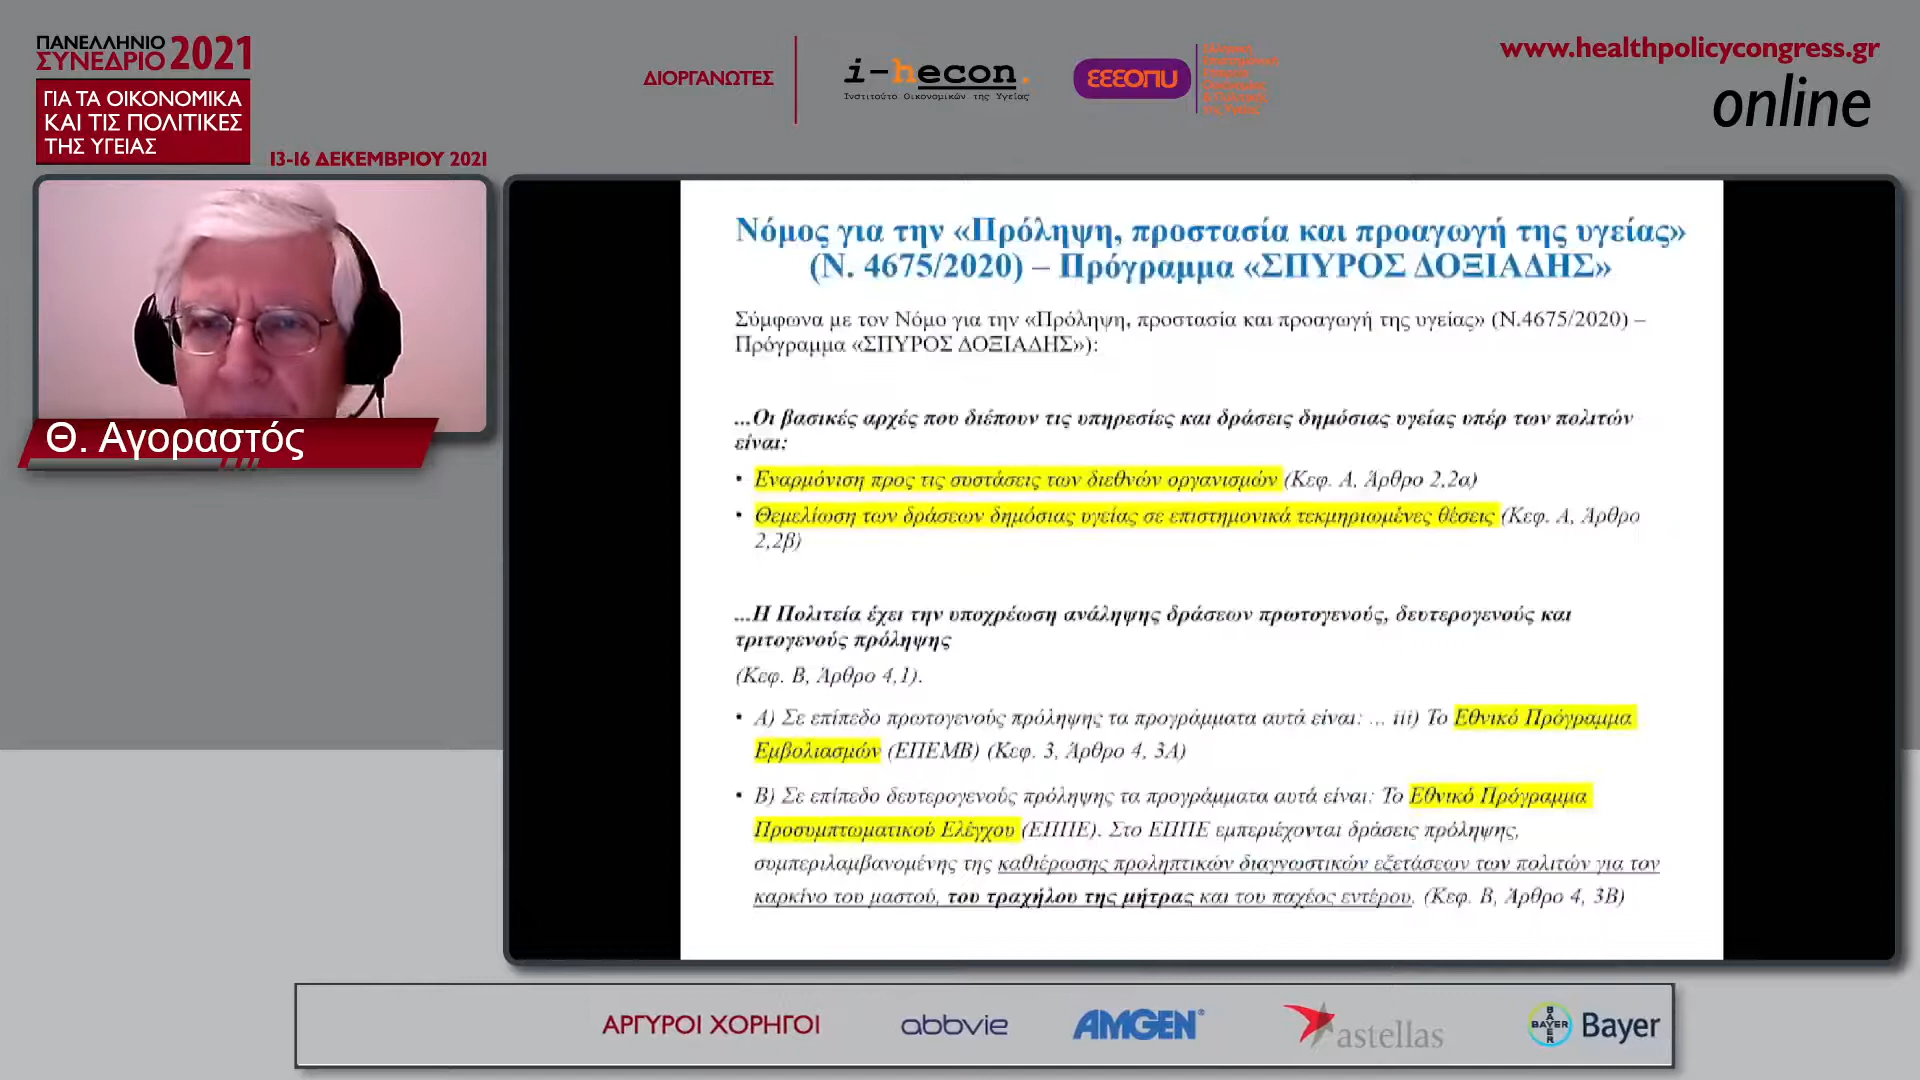 ΠΑΝΕΛΛΗΝΙΟ
ΣΥΝΕΔΡΙΟ 2021
ΓΙΑ ΤΑ ΟΙΚΟΝΟΜΙΚΑ
ΚΑΙ ΤΙΣ ΠΟΛΙΤΙΚΕΣ
ΤΗΣ ΥΓΕΙΑΣ
13-16 ΔΕΚΕΜΒΡΙΟΥ 2021
ΔΙΟΡΓΑΝΩΤΕΣ
i-hecon.
Ινστιτούτο Οικονομικών της Υγείας
ΕΕΕΟΠΥ
www.healthpolicycongress.gr
online
Θ. Αγοραστός
Νόμος για την «Πρόληψη, προστασία και προαγωγή της υγείας»
(Ν. 4675/2020) – Πρόγραμμα «ΣΠΥΡΟΣ ΔΟΞΙΑΔΗΣ»
Σύμφωνα με τον Νόμο για την «Πρόληψη, προστασία και προαγωγή της υγείας» (Ν.4675/2020) –
Πρόγραμμα «ΣΠΥΡΟΣ ΔΟΞΙΑΔΗΣ»):
...Οι βασικές αρχές που διέπουν τις υπηρεσίες και δράσεις δημόσιας υγείας υπέρ των πολιτών
είναι:
• Εναρμόνιση προς τις συστάσεις των διεθνών οργανισμών (Κεφ. Α, Άρθρο 2,2α)
• Θεμελίωση των δράσεων δημόσιας υγείας σε επιστημονικά τεκμηριωμένες θέσεις (Κεφ. Α, Άρθρο
2,2β)
...Η Πολιτεία έχει την υποχρέωση ανάληψης δράσεων πρωτογενούς, δευτερογενούς και
τριτογενούς πρόληψης
(Κεφ. Β, Άρθρο 4,1).
• Α) Σε επίπεδο πρωτογενούς πρόληψης τα προγράμματα αυτά είναι: ... iii) Το Εθνικό Πρόγραμμα
Εμβολιασμών (ΕΠΕΜΒ) (Κεφ. 3, Άρθρο 4, 3Α)
• Β) Σε επίπεδο δευτερογενούς πρόληψης τα προγράμματα αυτά είναι: Το Εθνικό Πρόγραμμα
Προσυμπτωματικού Ελέγχου (ΕΠΠΕ). Στο ΕΠΠΕ εμπεριέχονται δράσεις πρόληψης,
συμπεριλαμβανομένης της καθιέρωσης προληπτικών διαγνωστικών εξετάσεων των πολιτών για τον
καρκίνο του μαστού, του τραχήλου της μήτρας και του παχέος εντέρου. (Κεφ. Β, Άρθρο 4, 3Β)
ΑΡΓΥΡΟΙ ΧΟΡΗΓΟΙ
abbvie
AMGEN®
astellas
BAYER
Bayer